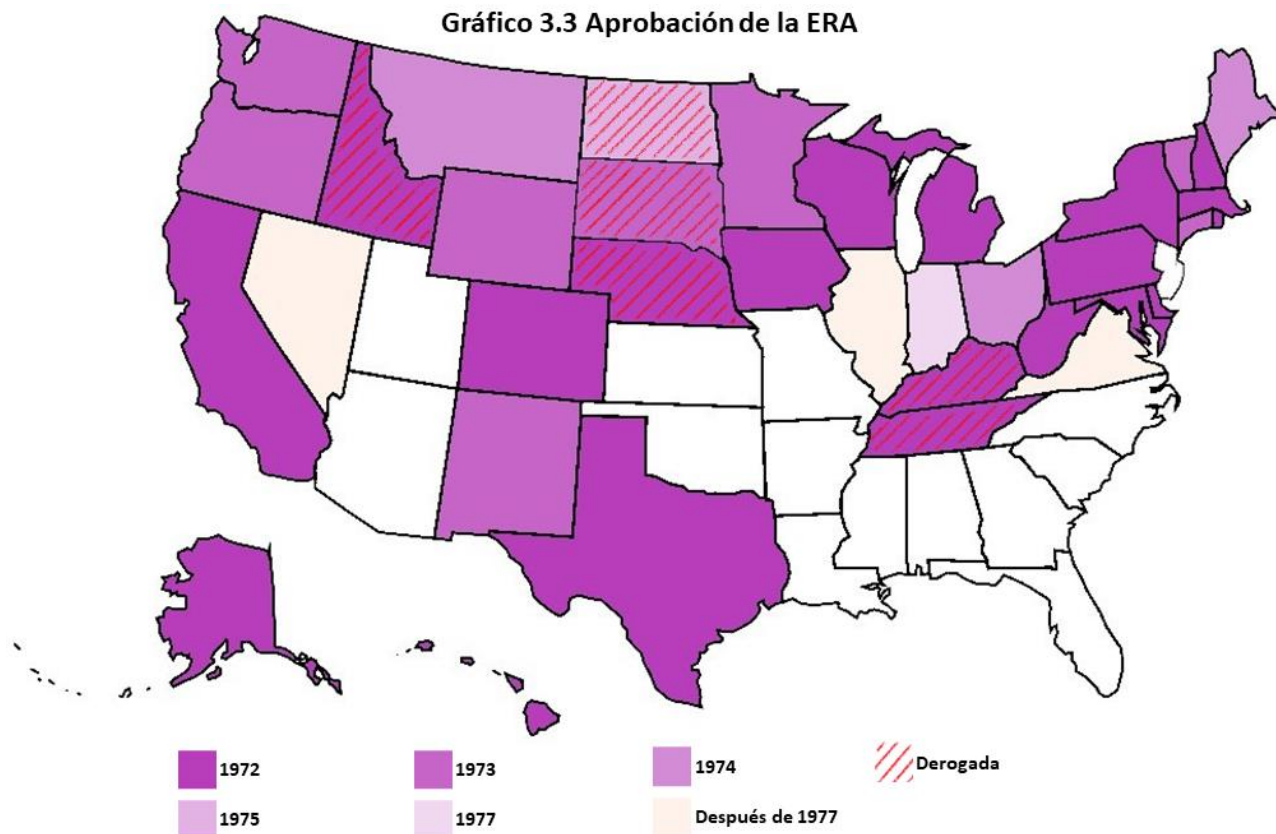 Gráfico 3.3 Aprobación de la ERA
1972
1973
1974
Derogada
1975
1977
Después de 1977